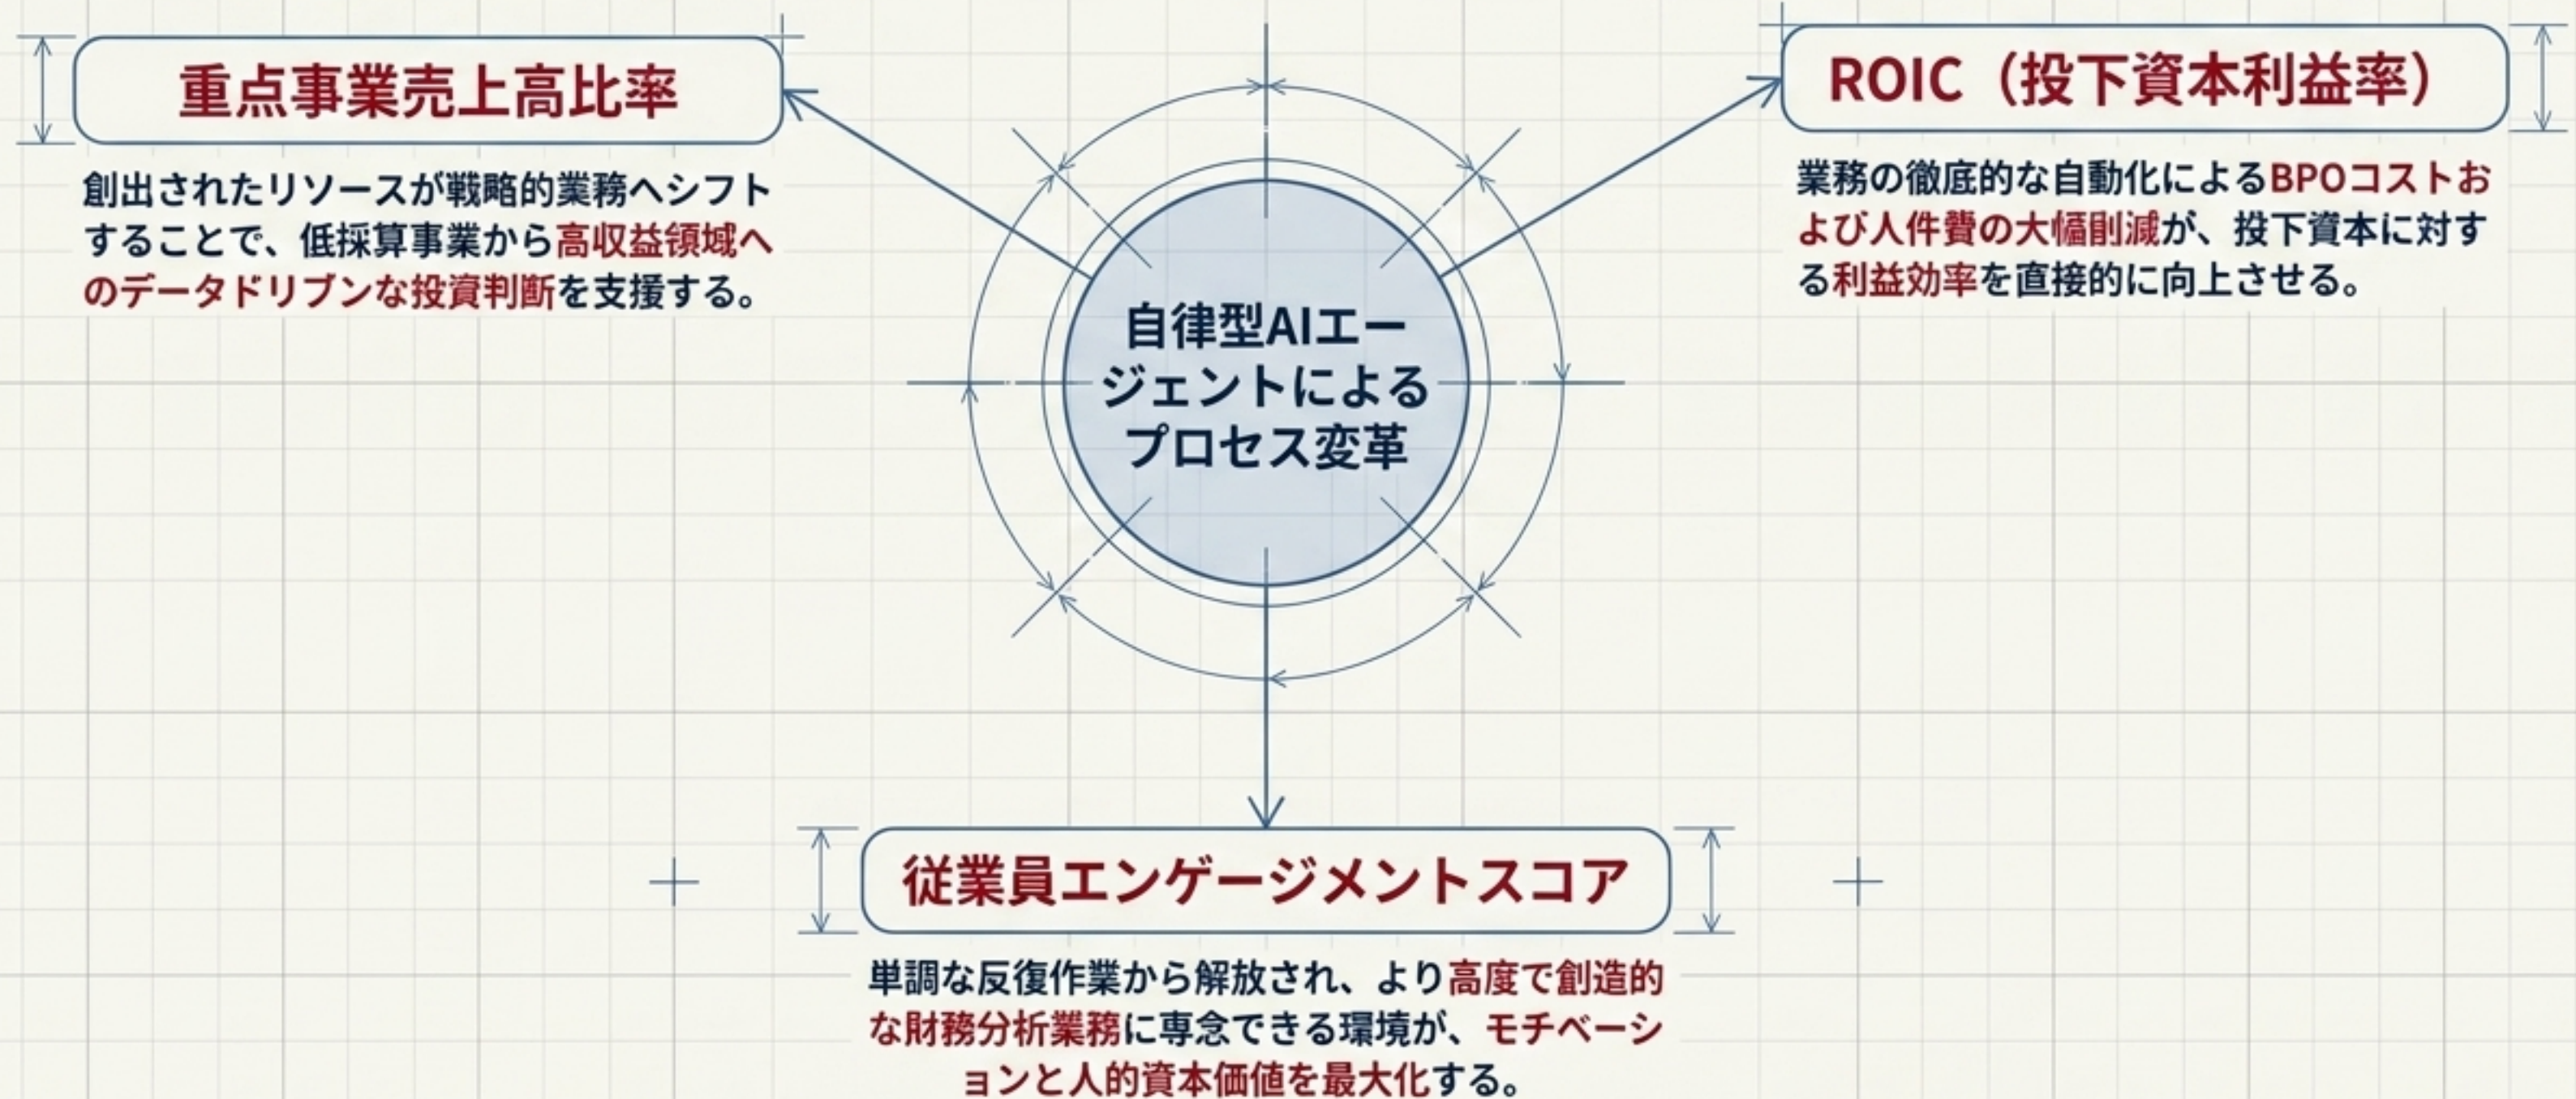 重点事業売上高比率
創出されたリソースが戦略的業務へシフト
することで、低採算事業から高収益領域へ
のデータドリブンな投資判断を支援する。
自律型AIエー
ジェントによる
プロセス変革
ROIC（投下資本利益率）
業務の徹底的な自動化によるBPOコストお
よび人件費の大幅削減が、投下資本に対す
る利益効率を直接的に向上させる。
従業員エンゲージメントスコア
単調な反復作業から解放され、より高度で創造的
な財務分析業務に専念できる環境が、モチベーシ
ョンと人的資本価値を最大化する。